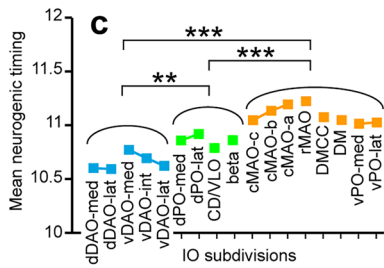 c
***
***
**
12
11.5
11
10.5
10
Mean neurogenic timing
dDAO-med
dDAO-lat
vDAO-med
vDAO-int
vDAO-lat
dPO-med
dPO-lat
CD/VLO
beta
cMAO-c
cMAO-b
cMAO-a
rMAO
DMCC
DM
vPO-med
vPO-lat
IO subdivisions